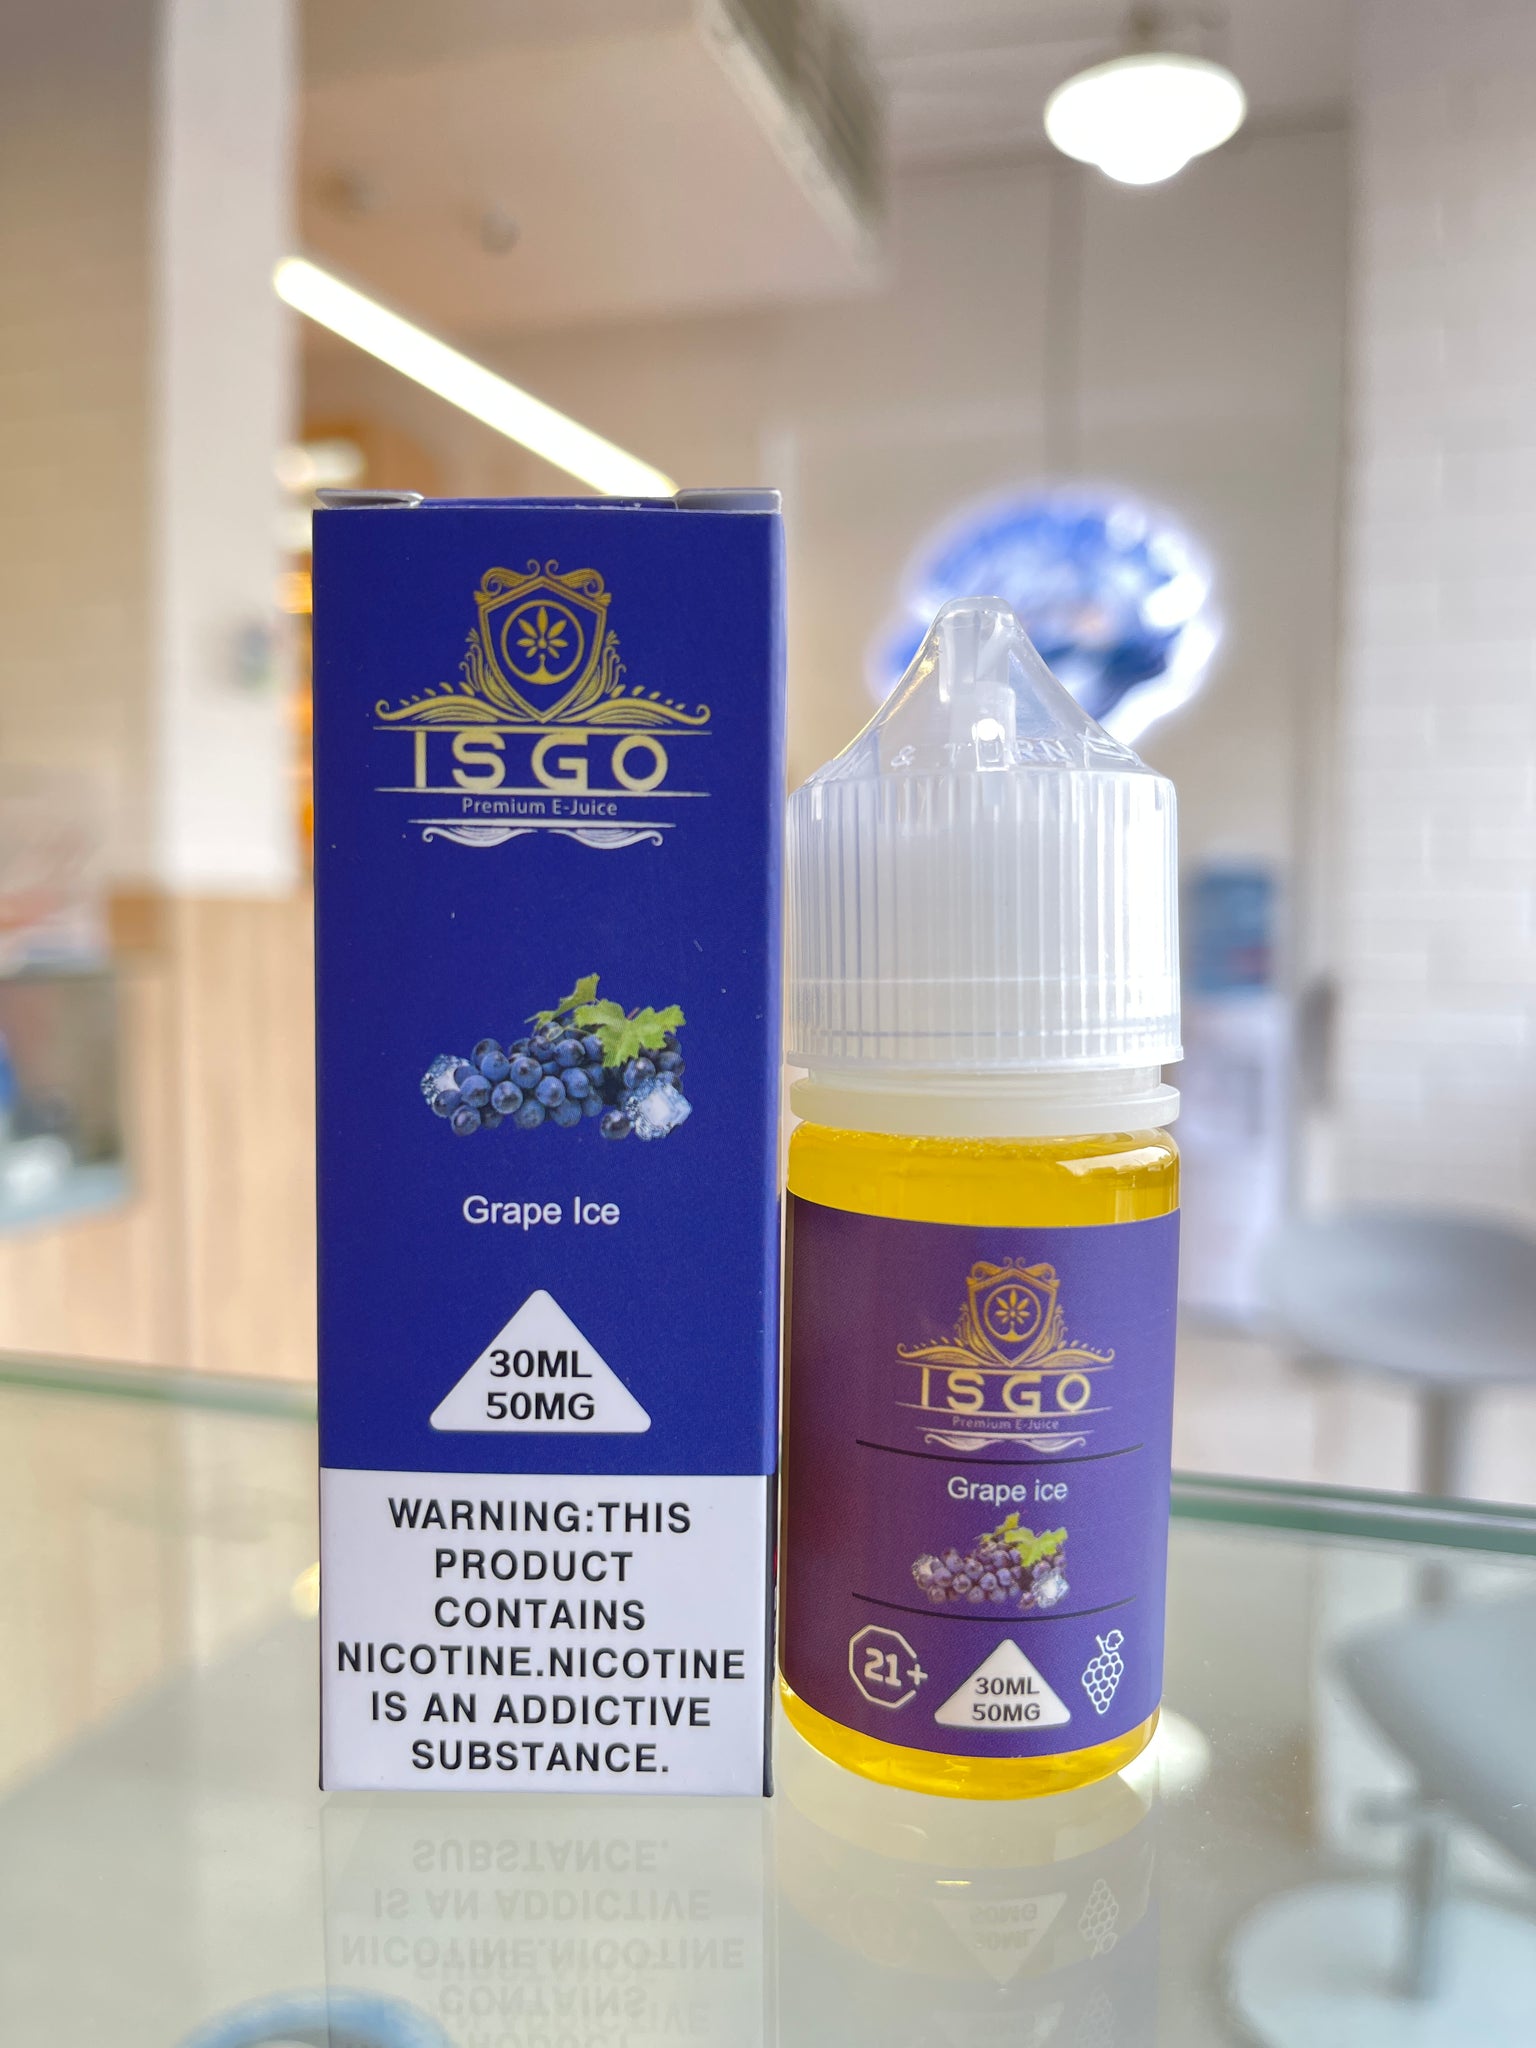 ISGO
Premium E-Juice
Grape Ice
30ML
50MG
WARNING:THIS
PRODUCT
CONTAINS
NICOTINE.NICOTINE
IS AN ADDICTIVE
SUBSTANCE.
& TURN
ISGO
Premium E-Juice
Grape ice
21+
30ML
50MG